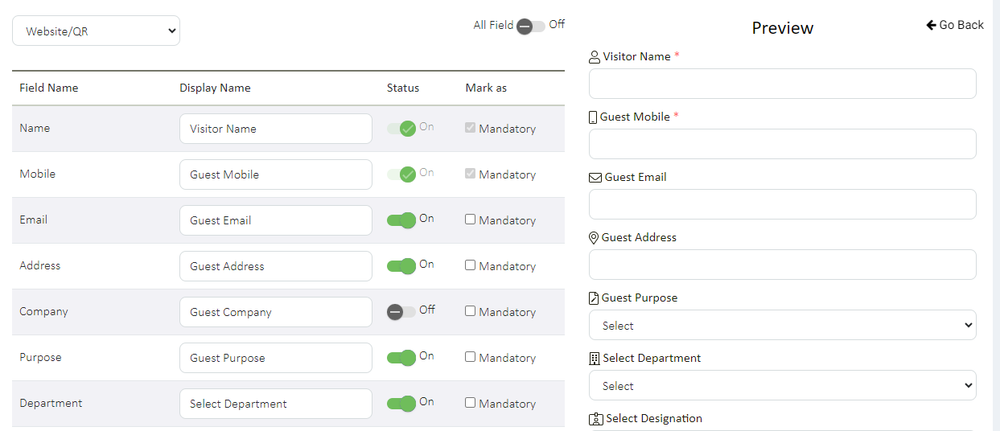 Website/QR
All Field Off
Field Name Display Name Status Mark as
Name Visitor Name On Mandatory
Mobile Guest Mobile On Mandatory
Email Guest Email On Mandatory
Address Guest Address On Mandatory
Company Guest Company Off Mandatory
Purpose Guest Purpose On Mandatory
Department Select Department On Mandatory
Preview
Go Back
Visitor Name *
Guest Mobile *
Guest Email
Guest Address
Guest Purpose
Select
Select Department
Select
Select Designation